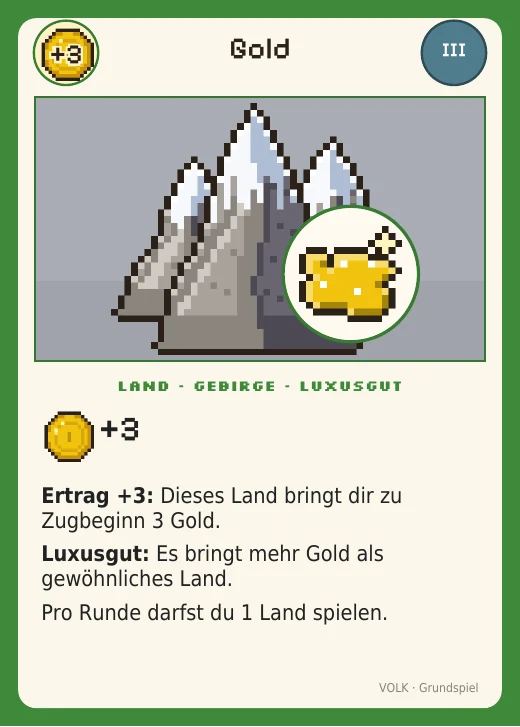 +3
Gold
III
LAND · GEBIRGE · LUXUSGUT
+3
Ertrag +3: Dieses Land bringt dir zu
Zugbeginn 3 Gold.
Luxusgut: Es bringt mehr Gold als
gewöhnliches Land.
Pro Runde darfst du 1 Land spielen.
VOLK · Grundspiel